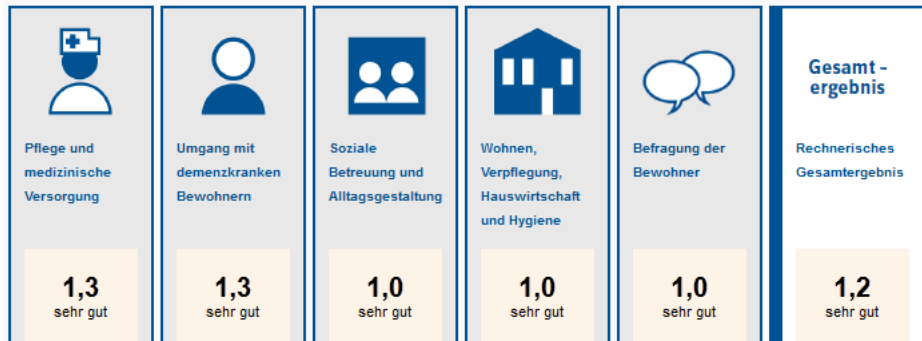 Pflege und
medizinische
Versorgung
1,3
sehr gut
Umgang mit
demenzkranken
Bewohnern
1,3
sehr gut
Soziale
Betreuung und
Alltagsgestaltung
1,0
sehr gut
Wohnen,
Verpflegung,
Hauswirtschaft
und Hygiene
1,0
sehr gut
Befragung der
Bewohner
1,0
sehr gut
Gesamt-
ergebnis
Rechnerisches
Gesamtergebnis
1,2
sehr gut